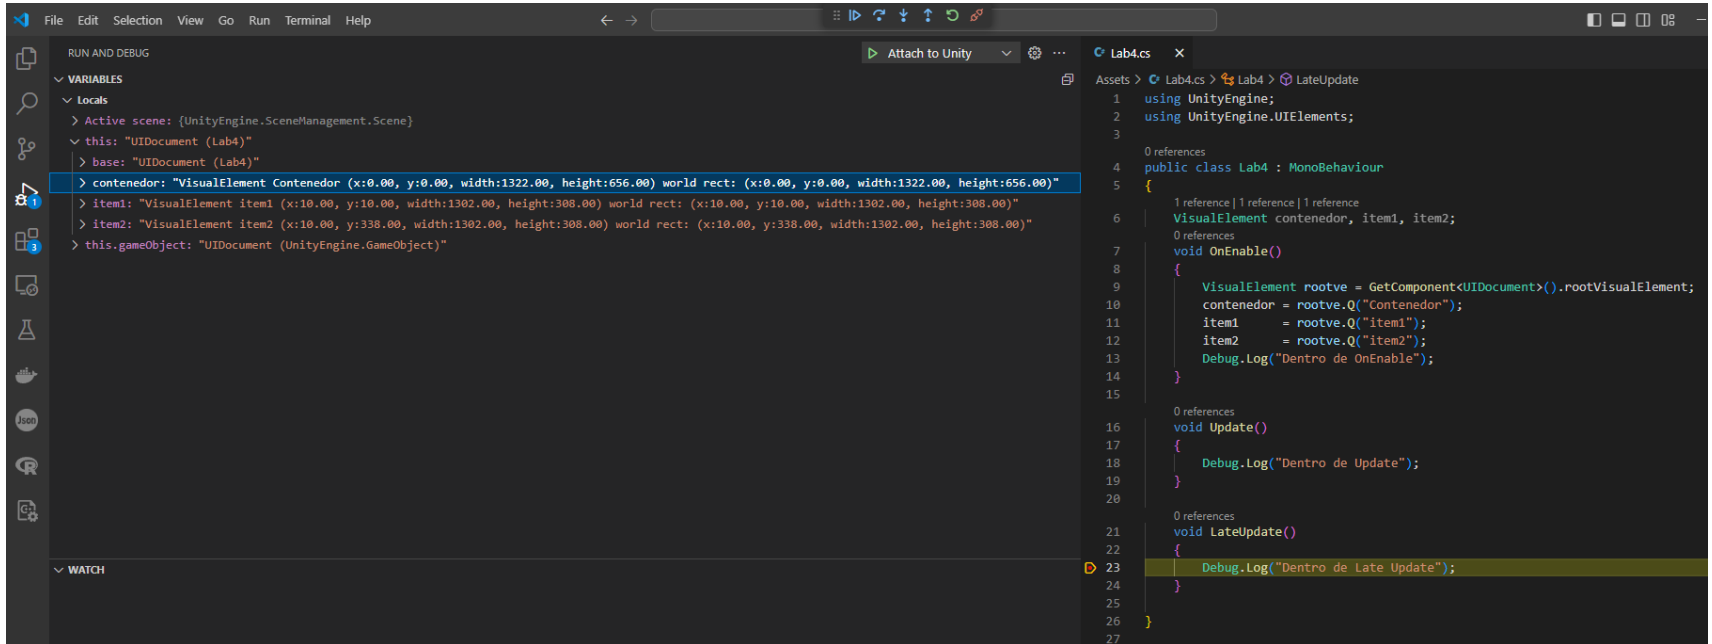 File Edit Selection View Go Run Terminal Help
RUN AND DEBUG
Attach to Unity
VARIABLES
Locals
Active scene: {UnityEngine.SceneManagement.Scene}
this: "UIDocument (Lab4)"
base: "UIDocument (Lab4)"
contenedor: "VisualElement Contenedor (x:0.00, y:0.00, width:1322.00, height:656.00) world rect: (x:0.00, y:0.00, width:1322.00, height:656.00)"
item1: "VisualElement item1 (x:10.00, y:10.00, width:1302.00, height:308.00) world rect: (x:10.00, y:10.00, width:1302.00, height:308.00)"
item2: "VisualElement item2 (x:10.00, y:338.00, width:1302.00, height:308.00) world rect: (x:10.00, y:338.00, width:1302.00, height:308.00)"
this.gameObject: "UIDocument (UnityEngine.GameObject)"
WATCH
1
3
Json
R
Lab4.cs
Assets > Lab4.cs > Lab4 > LateUpdate
1 using UnityEngine;
2 using UnityEngine.UIElements;
3
0 references
4 public class Lab4 : MonoBehaviour
5 {
1 reference | 1 reference | 1 reference
6 VisualElement contenedor, item1, item2;
0 references
7 void OnEnable()
8 {
9 VisualElement rootve = GetComponent<UIDocument>().rootVisualElement;
10 contenedor = rootve.Q("Contenedor");
11 item1 = rootve.Q("item1");
12 item2 = rootve.Q("item2");
13 Debug.Log("Dentro de OnEnable");
14 }
15
0 references
16 void Update()
17 {
18 Debug.Log("Dentro de Update");
19 }
20
0 references
21 void LateUpdate()
22 {
23 Debug.Log("Dentro de Late Update");
24 }
25
26 }
27